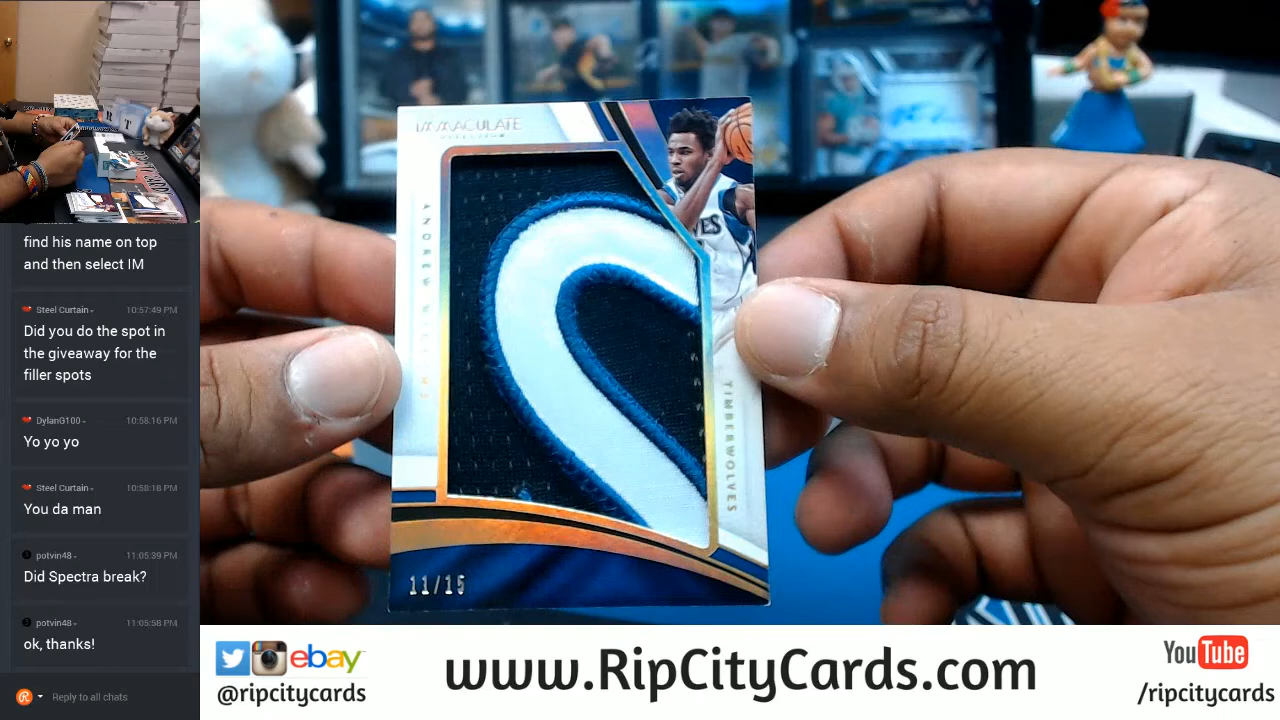 find his name on top
and then select IM
Steel Curtain
10:57:49 PM
Did you do the spot in
the giveaway for the
filler spots
DylanG100
10:58:16 PM
Yo yo yo
Steel Curtain
10:58:18 PM
You da man
potvin48
11:05:39 PM
Did Spectra break?
potvin48
11:05:58 PM
ok, thanks!
Reply to all chats
IMMACULATE
ANDREW
VES
TIMBERWOLVES
11/15
ebay
@ripcitycards
www.RipCityCards.com
YouTube
/ripcitycards